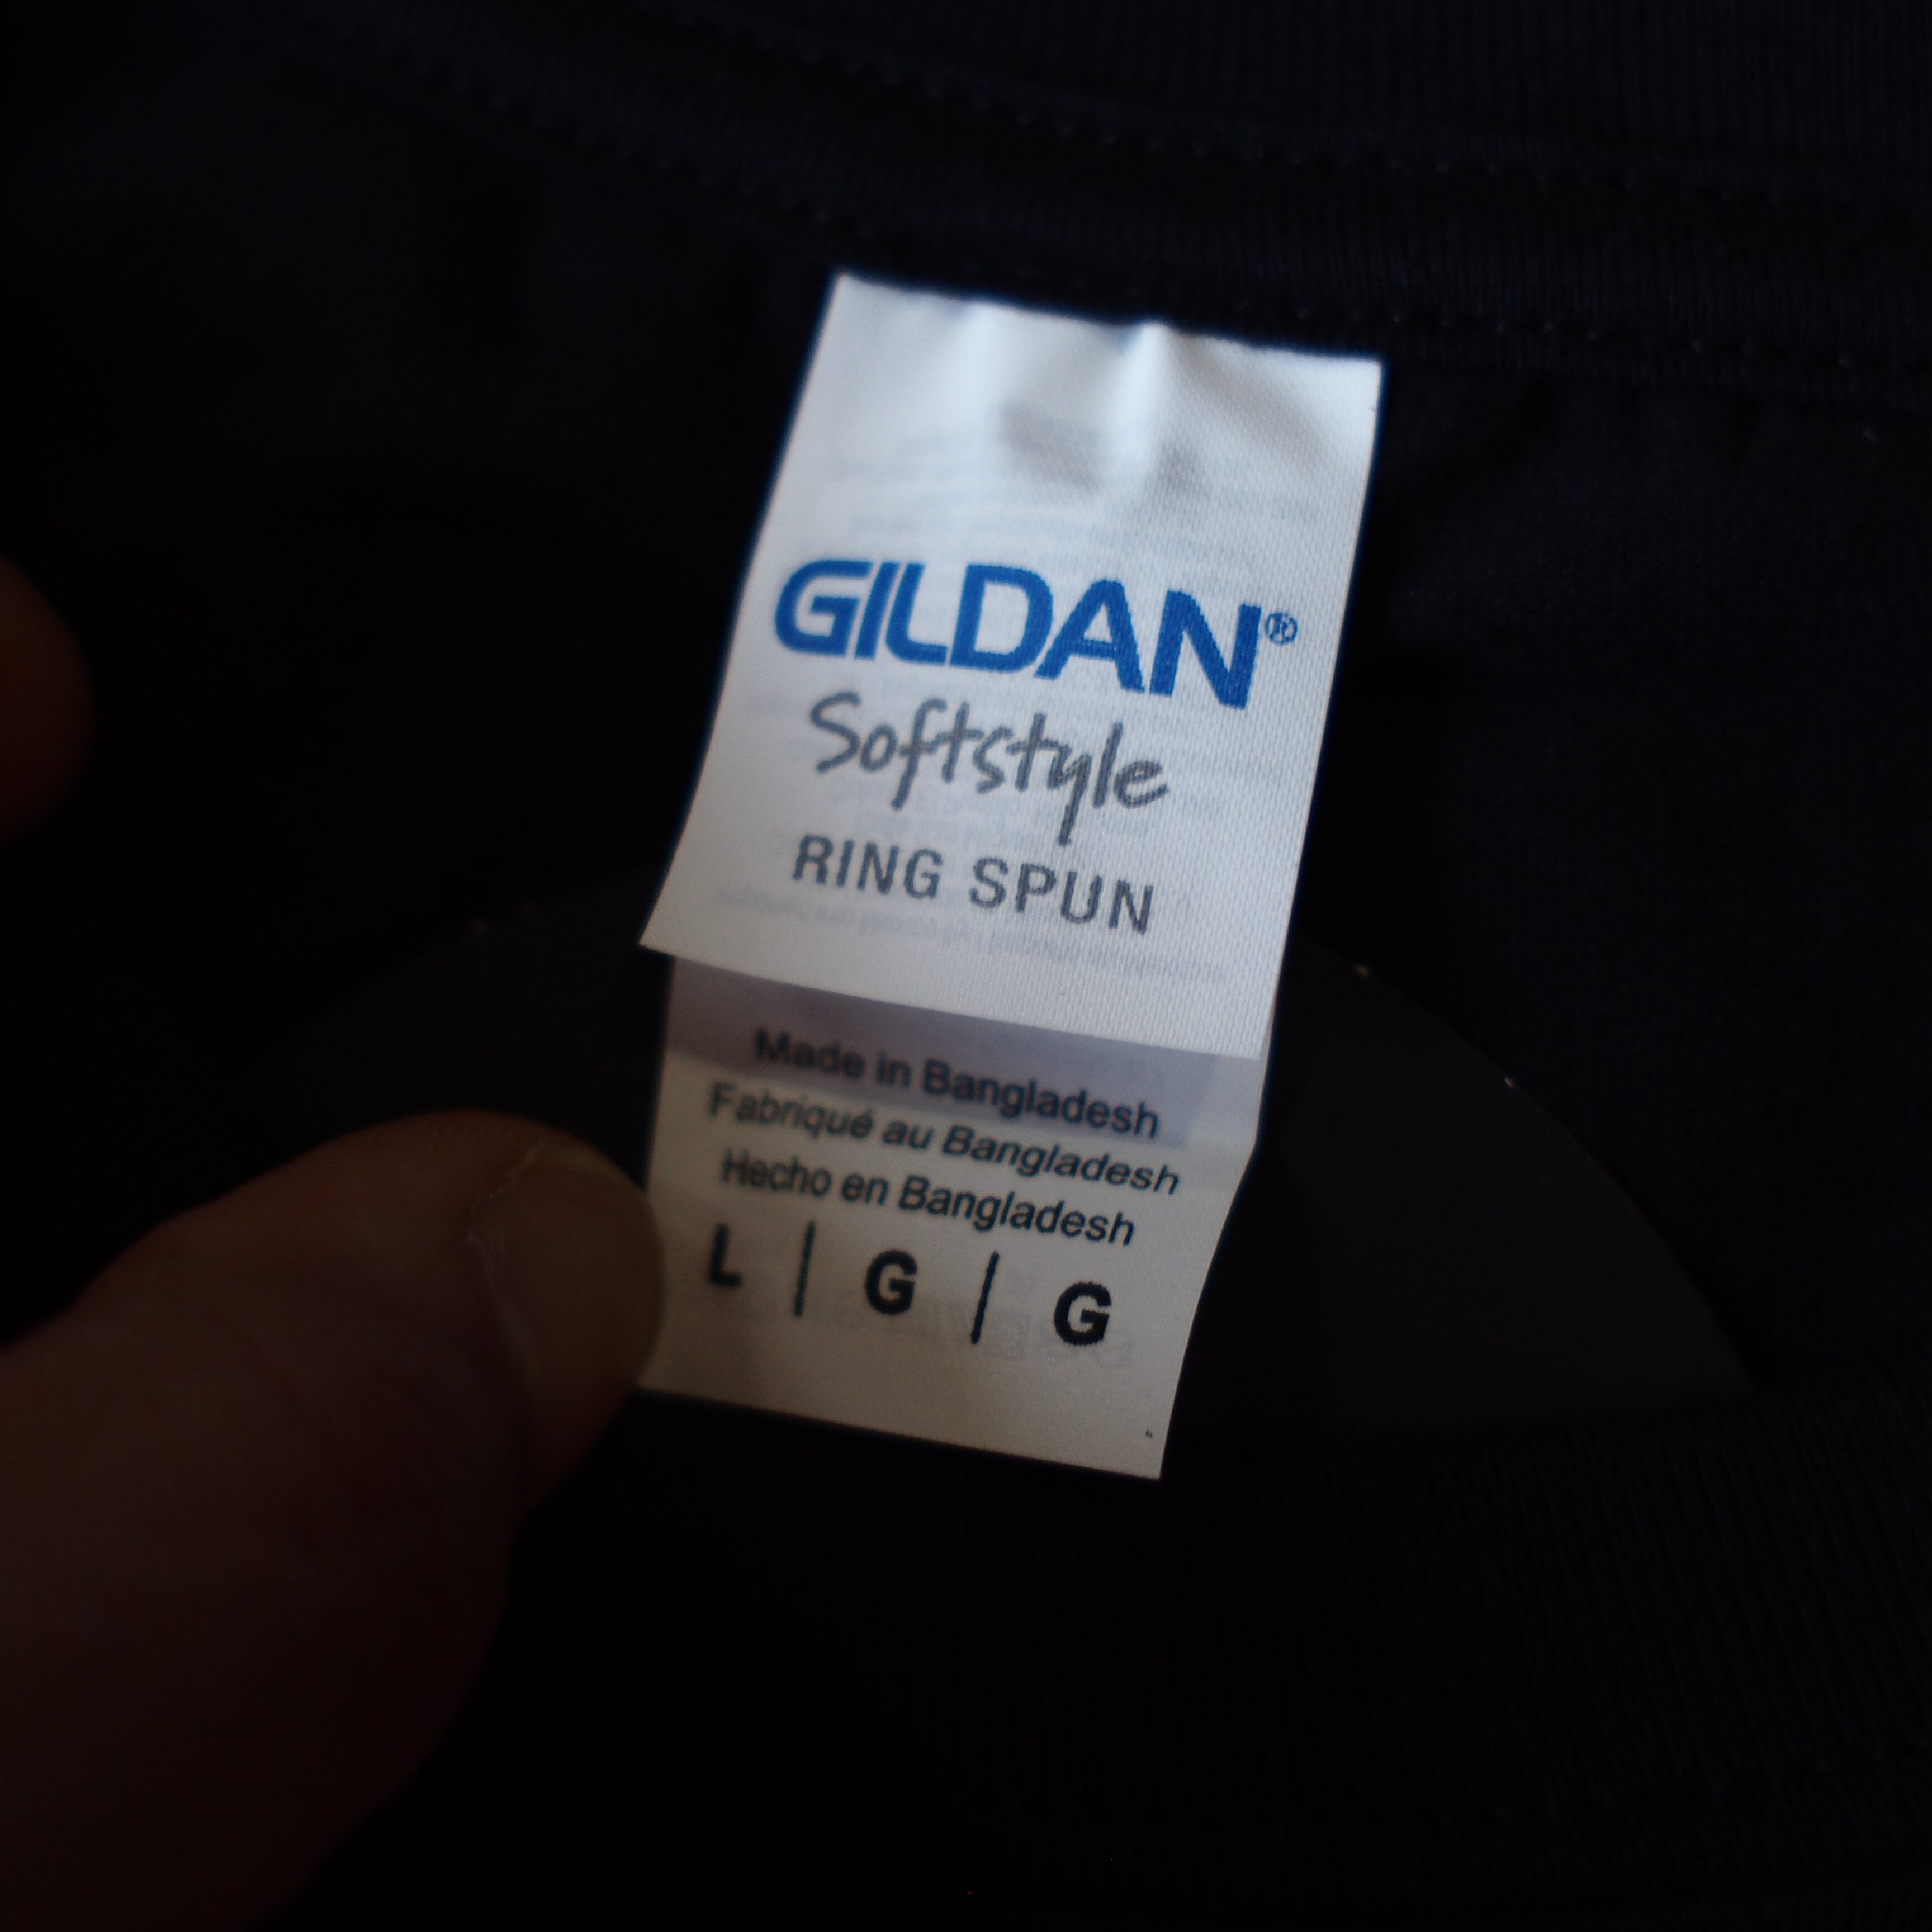 GILDAN®
Softstyle
RING SPUN
Made in Bangladesh
Fabriqué au Bangladesh
Hecho en Bangladesh
L | G | G